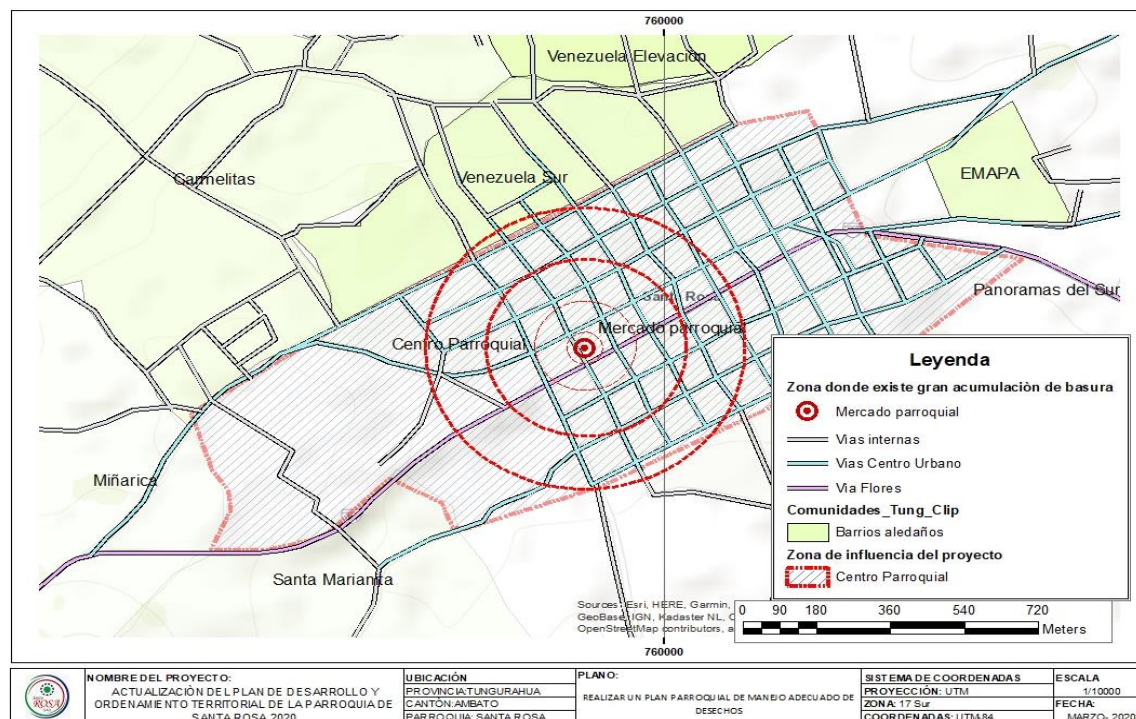 760000
Venezuela Elevación
Carmelitas
Venezuela Sur
EMAPA
Panoramas del Sur
Mercado parroquial
Centro Parroquial
Miñarica
Santa Marianita
Leyenda
Zona donde existe gran acumulaciòn de basura
Mercado parroquial
Vias internas
Vias Centro Urbano
Via Flores
Comunidades_Tung_Clip
Barrios aledaños
Zona de influencia del proyecto
Centro Parroquial
Sources: Esri, HERE, Garmin,
GeoBase, IGN, Kadaster NL,
OpenStreetMap contributors,
0 90 180 360 540 720
Meters
760000
ROSA
NOMBRE DEL PROYECTO:
ACTUALIZACIÒN DEL PLAN DE DESARROLLO Y
ORDENAMIENTO TERRITORIAL DE LA PARROQUIA DE
SANTA ROSA 2020
UBICACIÓN
PROVINCIA:TUNGURAHUA
CANTÓN:AMBATO
PARROQUIA: SANTA ROSA
PLANO:
REALIZAR UN PLAN PARROQUIAL DE MANEJO ADECUADO DE
DESECHOS
SISTEMA DE COORDENADAS
PROYECCIÓN: UTM
ZONA: 17 Sur
COORDENADAS: UTM-84
ESCALA
1/10000
FECHA:
MARZO- 2020